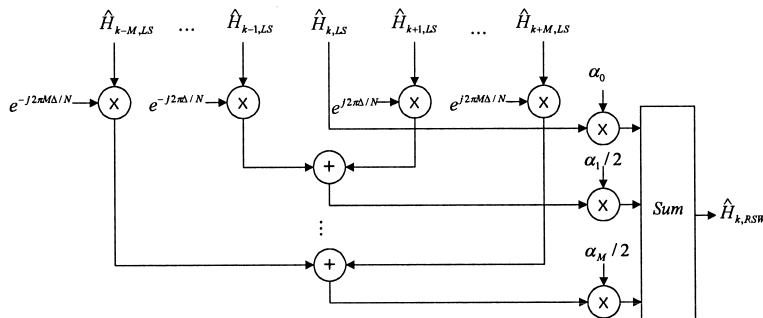 Ĥ_{k−M,LS} ... Ĥ_{k−1,LS} Ĥ_{k,LS} Ĥ_{k+1,LS} ... Ĥ_{k+M,LS}
e^{−j2πMΔ/N} X e^{−j2πΔ/N} X e^{j2πΔ/N} X e^{j2πMΔ/N} X
α_0
X
+
α_1/2
X
Sum
Ĥ_{k,RSW}
⋮
+
α_M/2
X